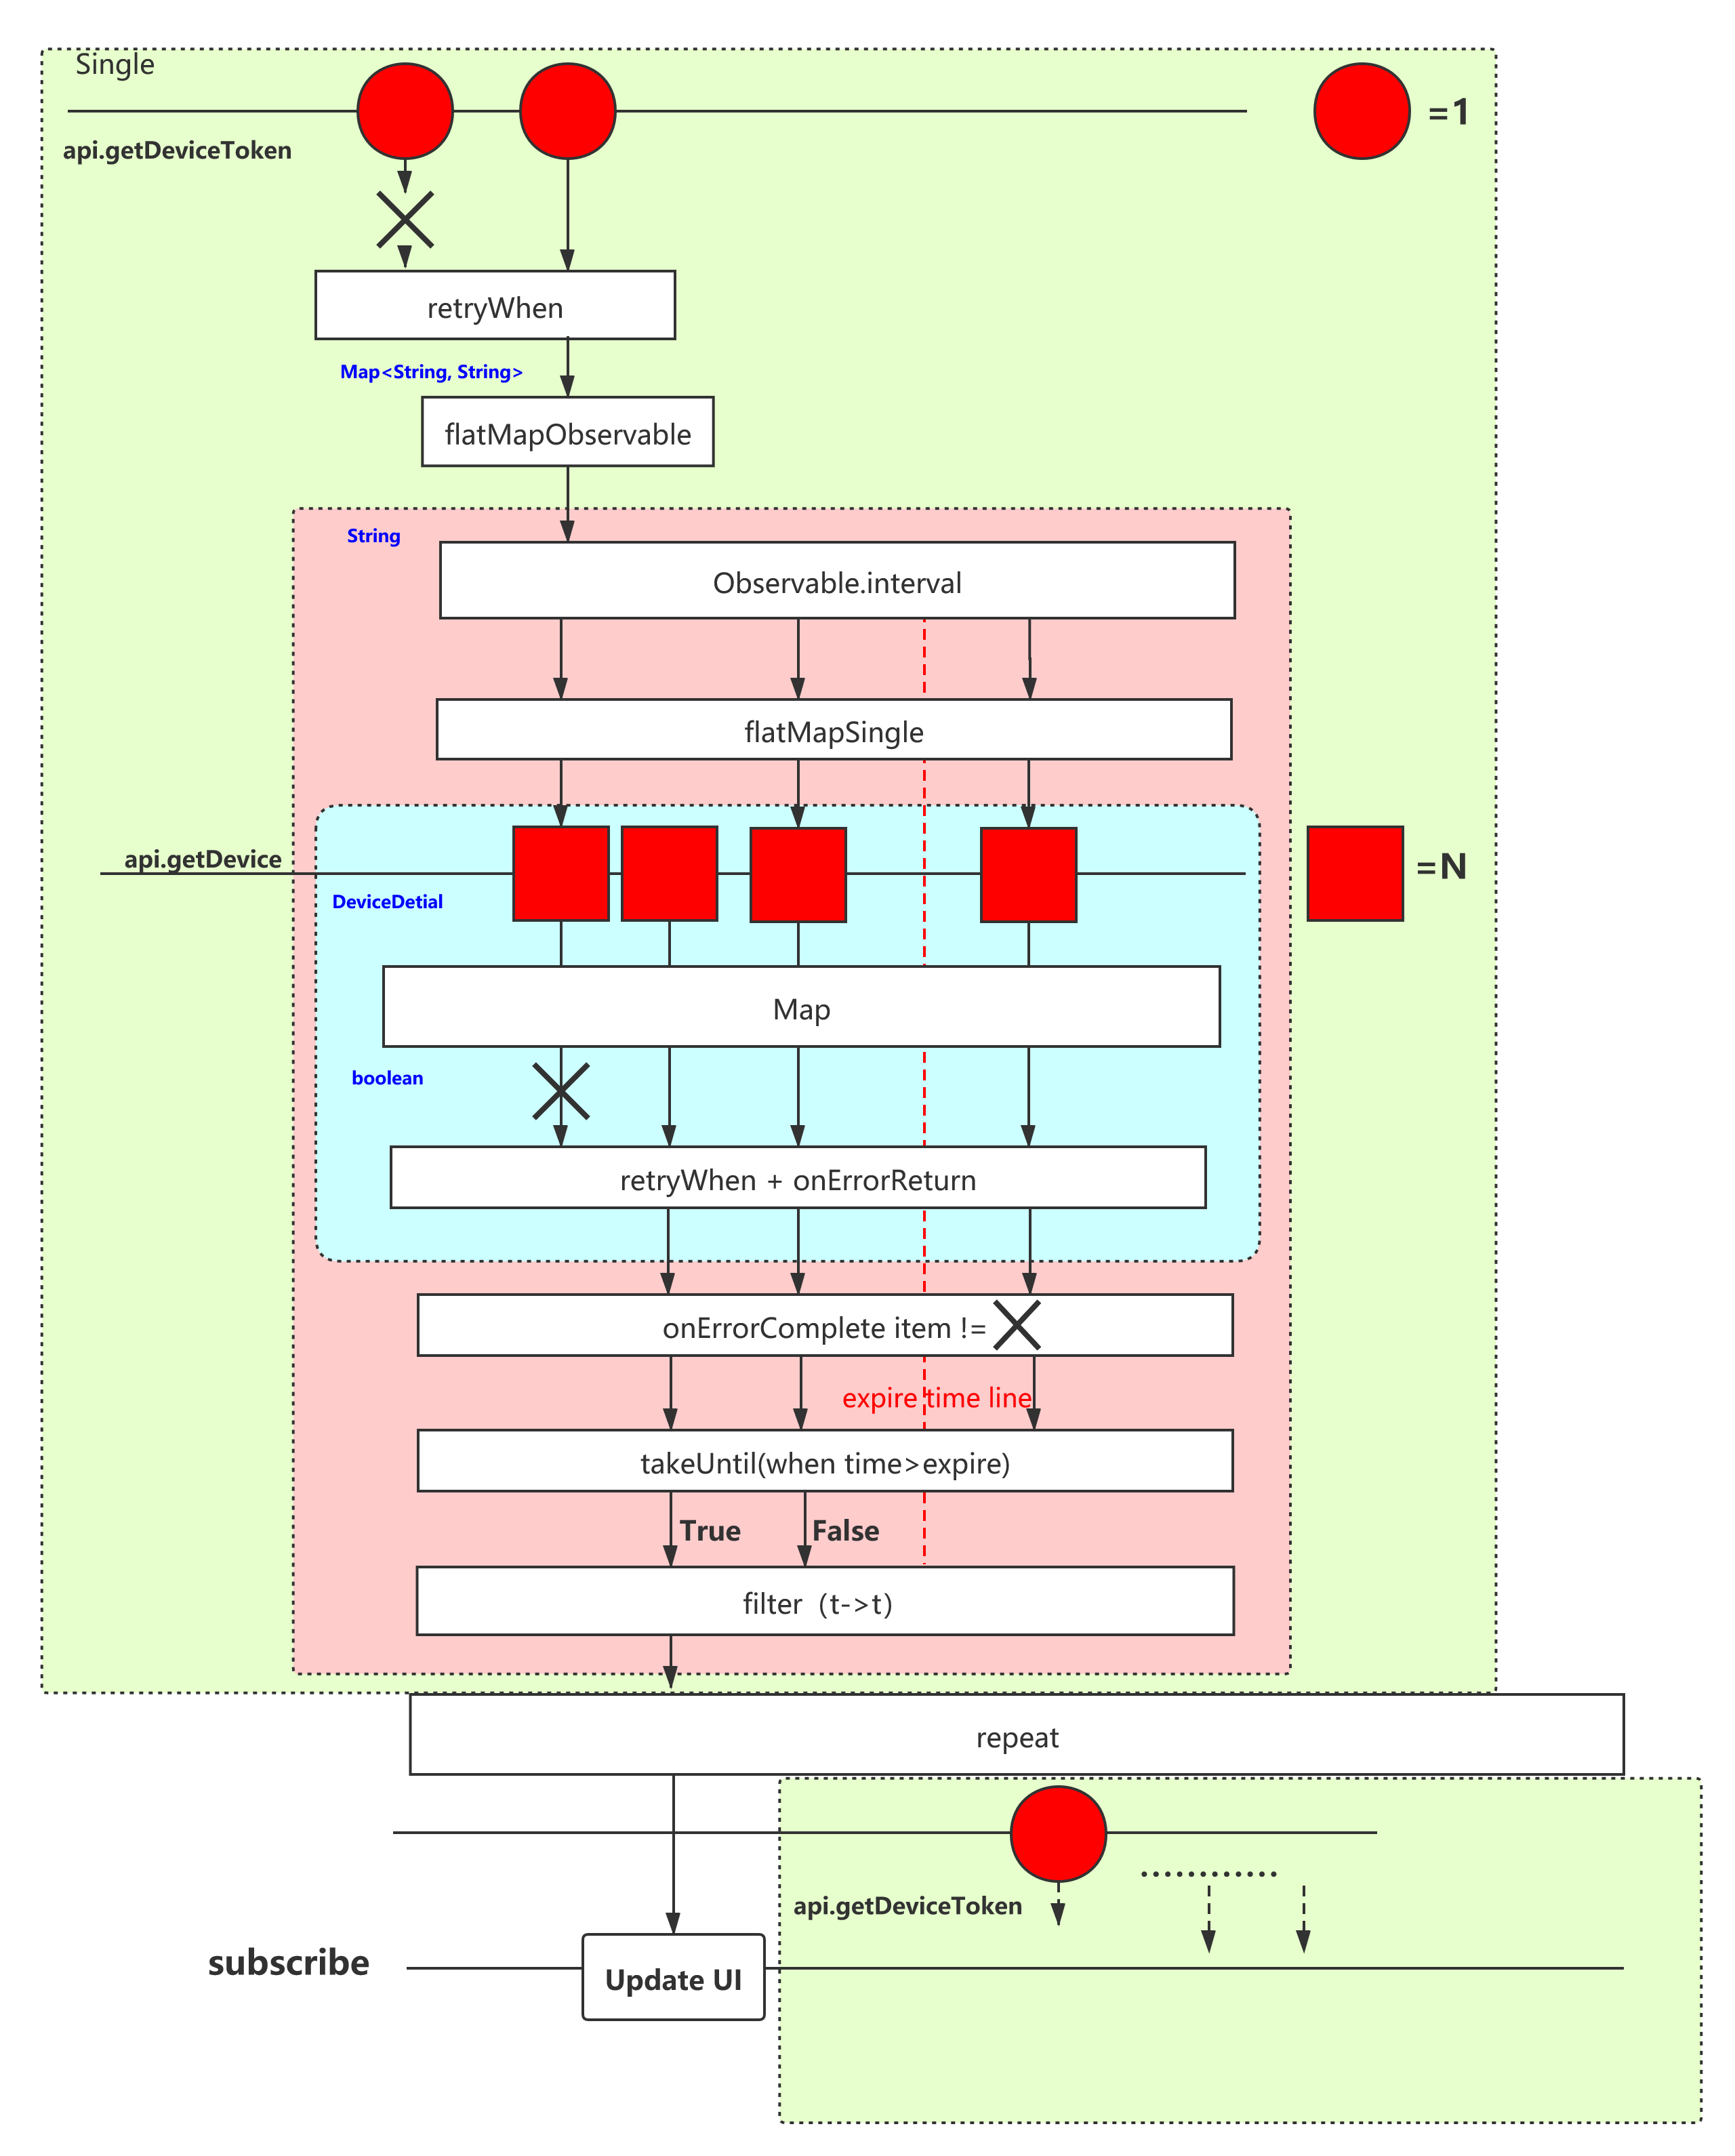 Single
=1
api.getDeviceToken
retryWhen
Map<String, String>
flatMapObservable
String
Observable.interval
flatMapSingle
api.getDevice
=N
DeviceDetial
Map
boolean
retryWhen + onErrorReturn
onErrorComplete item !=
expire time line
takeUntil(when time>expire)
True
False
filter (t->t)
repeat
api.getDeviceToken
subscribe
Update UI